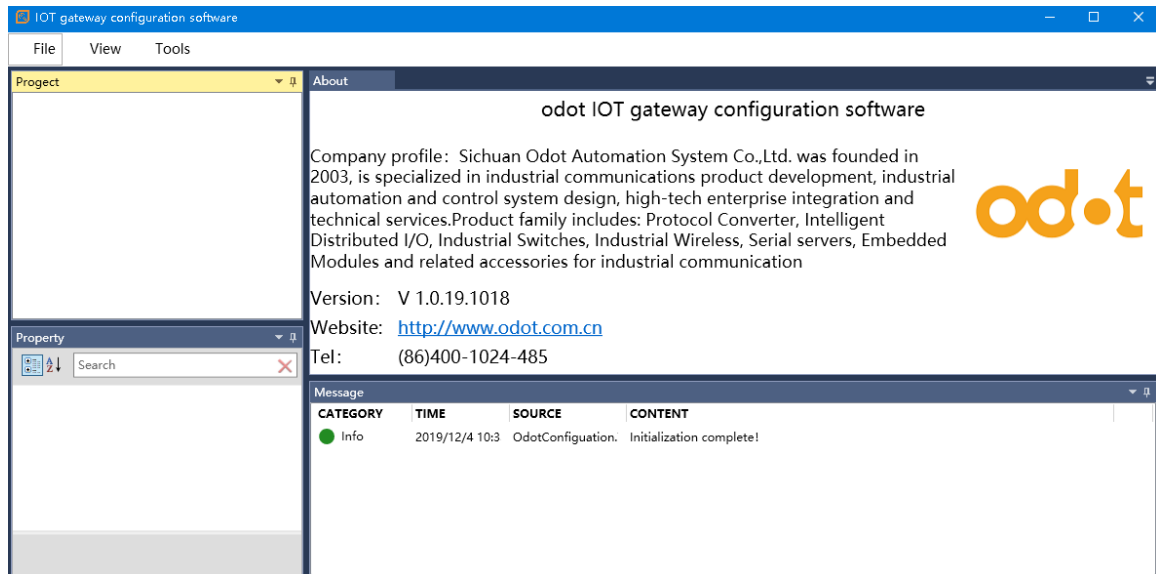 IOT gateway configuration software
File View Tools
Progect
About
odot IOT gateway configuration software
Company profile：Sichuan Odot Automation System Co.,Ltd. was founded in
2003, is specialized in industrial communications product development, industrial
automation and control system design, high-tech enterprise integration and
technical services.Product family includes: Protocol Converter, Intelligent
Distributed I/O, Industrial Switches, Industrial Wireless, Serial servers, Embedded
Modules and related accessories for industrial communication
odot
Version： V 1.0.19.1018
Website: http://www.odot.com.cn
Tel： (86)400-1024-485
Property
Search
Message
CATEGORY TIME SOURCE CONTENT
Info 2019/12/4 10:3 OdotConfiguation. Initialization complete!